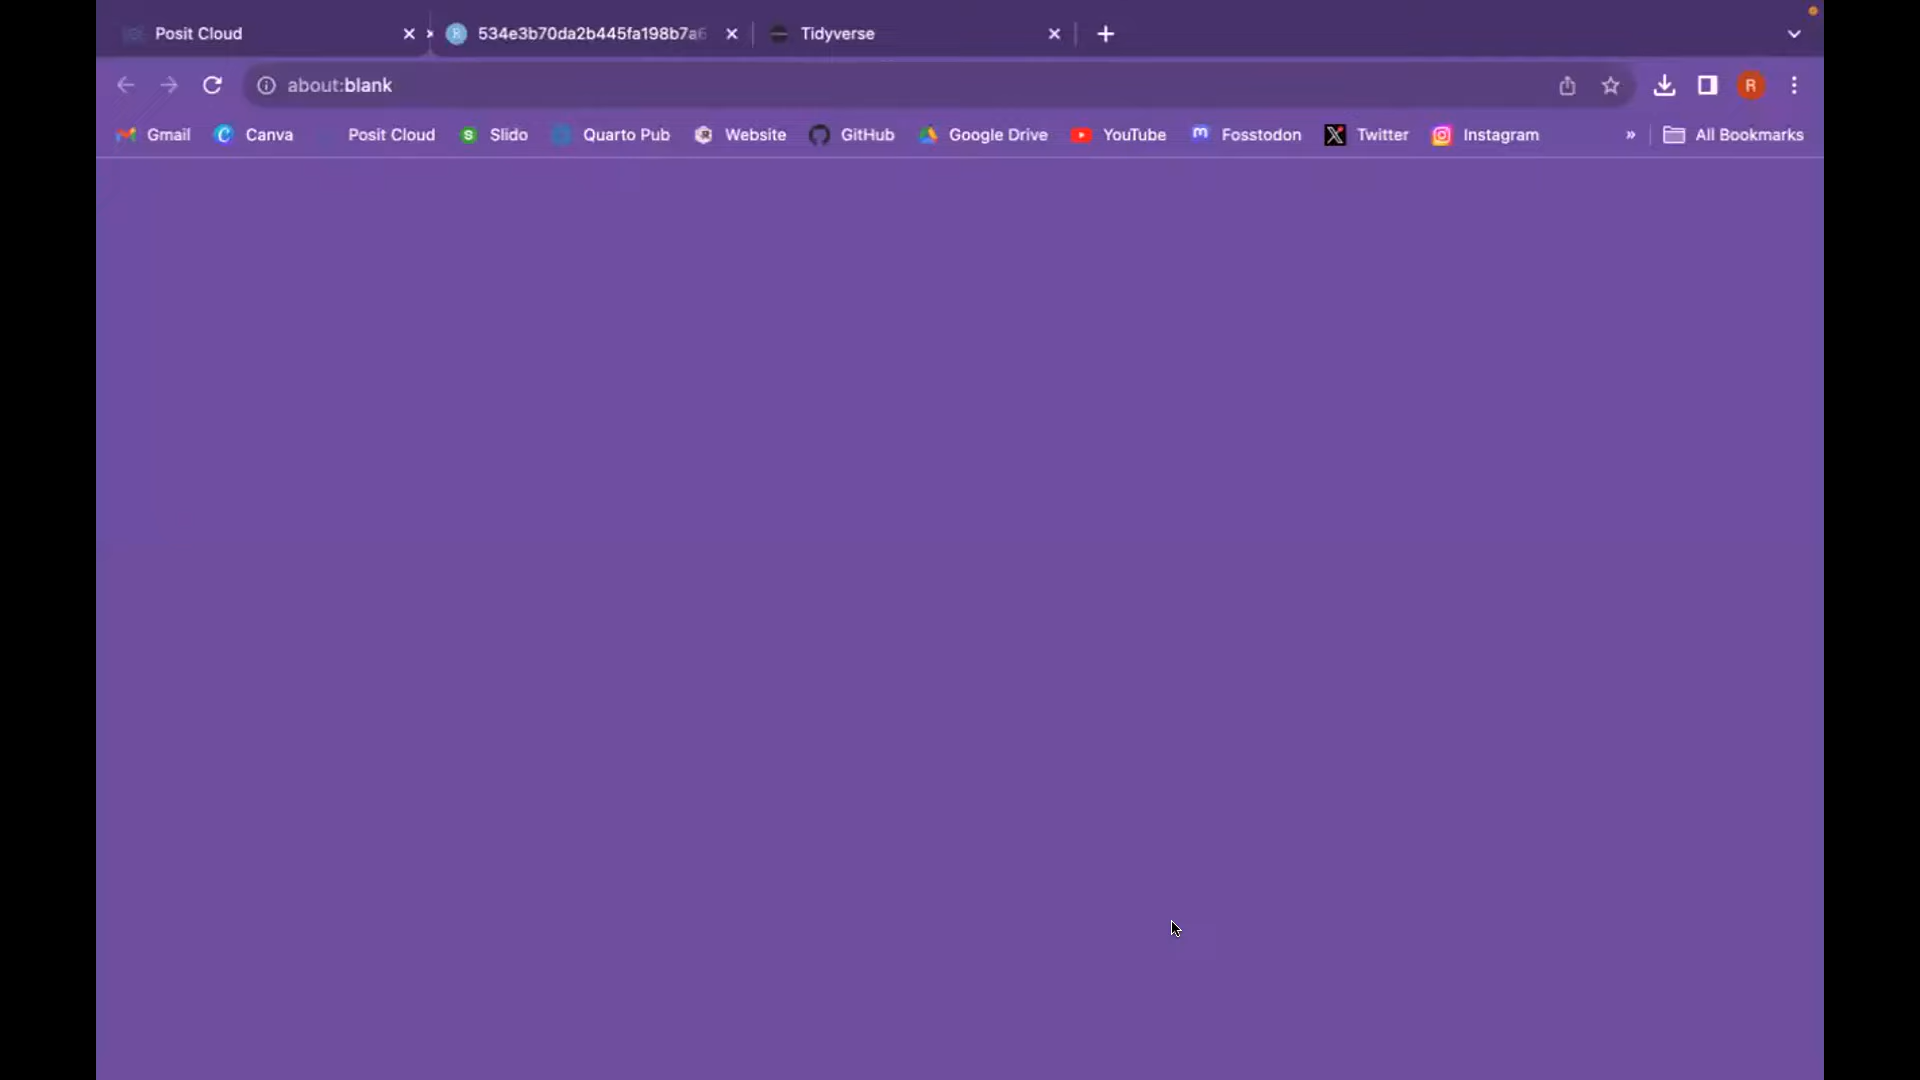 Posit Cloud 534e3b70da2b445fa198b7a6 Tidyverse
about:blank R
Gmail Canva Posit Cloud Slido Quarto Pub Website GitHub Google Drive YouTube Fosstodon Twitter Instagram » All Bookmarks